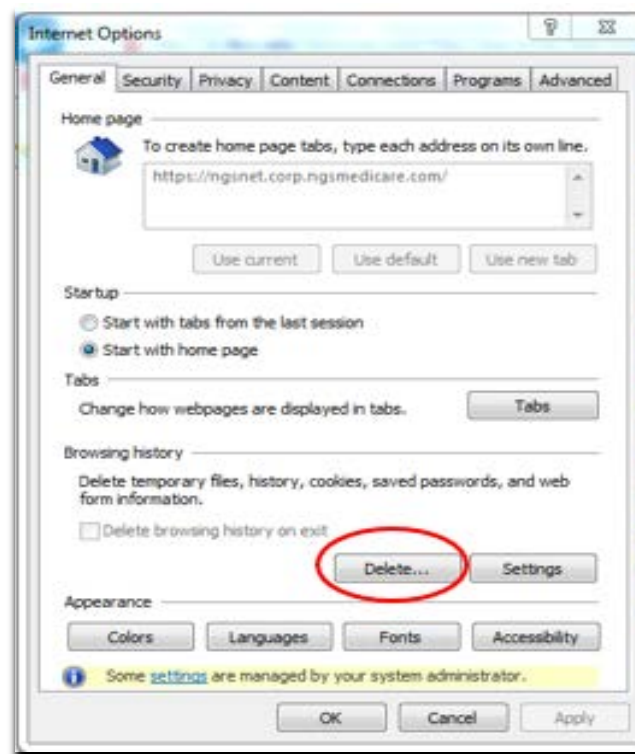 Internet Options
General Security Privacy Content Connections Programs Advanced
Home page
To create home page tabs, type each address on its own line.
https://ngsnet.corp.ngsmedicare.com/
Use current Use default Use new tab
Startup
Start with tabs from the last session
Start with home page
Tabs
Change how webpages are displayed in tabs. Tabs
Browsing history
Delete temporary files, history, cookies, saved passwords, and web
form information.
Delete browsing history on exit
Delete... Settings
Appearance
Colors Languages Fonts Accessibility
Some settings are managed by your system administrator.
OK Cancel Apply